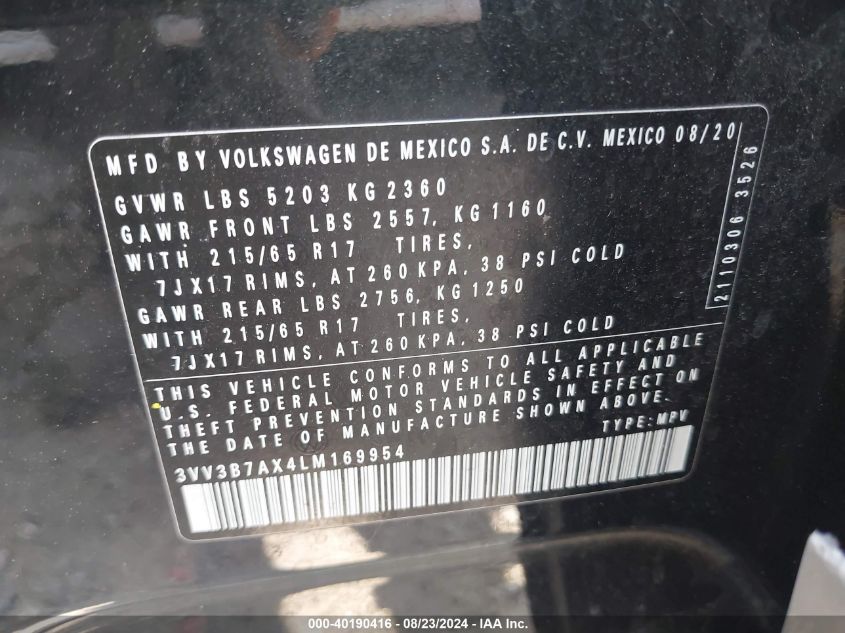 MFD BY VOLKSWAGEN DE MEXICO S.A. DE C.V. MEXICO 08/20
GVWR LBS 5203 KG 2360
GAWR FRONT LBS 2557, KG 1160
WITH 215/65 R17 TIRES,
7JX17 RIMS, AT 260 KPA, 38 PSI COLD
GAWR REAR LBS 2756, KG 1250
WITH 215/65 R17 TIRES,
7JX17 RIMS, AT 260 KPA, 38 PSI COLD
2110306 3526
THIS VEHICLE CONFORMS TO ALL APPLICABLE
U.S. FEDERAL MOTOR VEHICLE SAFETY AND
THEFT PREVENTION STANDARDS IN EFFECT ON
THE DATE OF MANUFACTURE SHOWN ABOVE.
TYPE:MPV
3VV3B7AX4LM169954
000-40190416 - 08/23/2024 - IAA Inc.